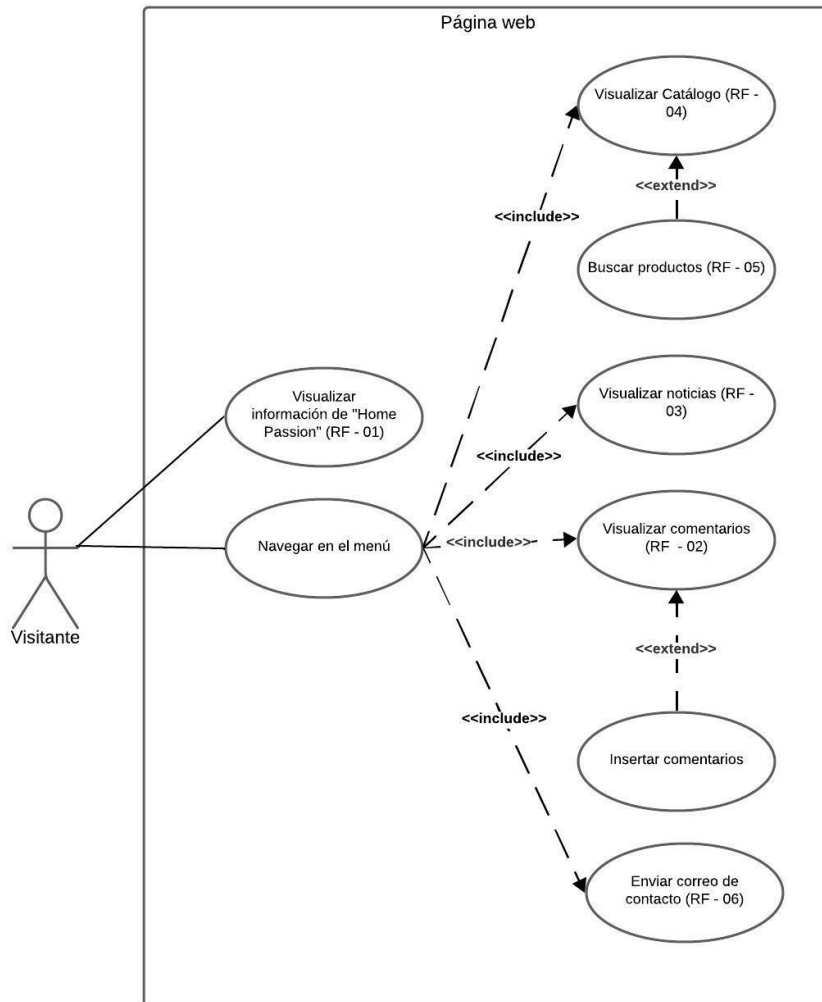 Página web
Visualizar Catálogo (RF -
04)
<<extend>>
<<include>>
Buscar productos (RF - 05)
Visualizar
información de "Home
Passion" (RF - 01)
Visualizar noticias (RF -
03)
<<include>>
Navegar en el menú
<<include>>
Visualizar comentarios
(RF - 02)
Visitante
<<extend>>
<<include>>
Insertar comentarios
Enviar correo de
contacto (RF - 06)